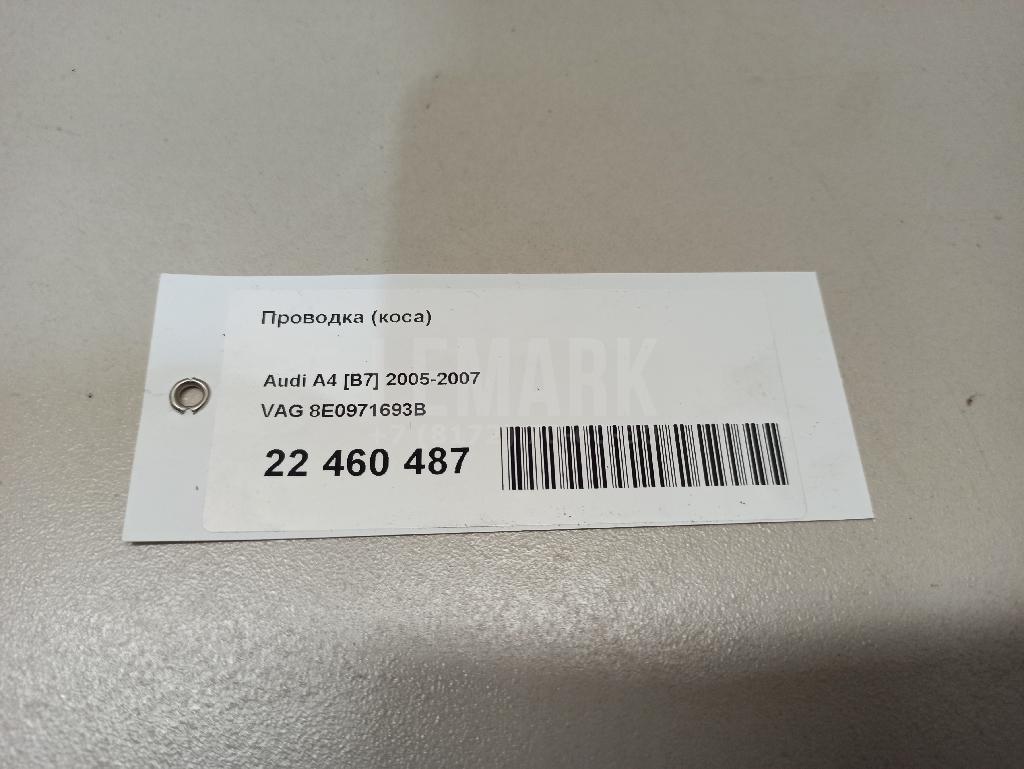 Проводка (коса)
Audi A4 [B7] 2005-2007
VAG 8E0971693B
22 460 487